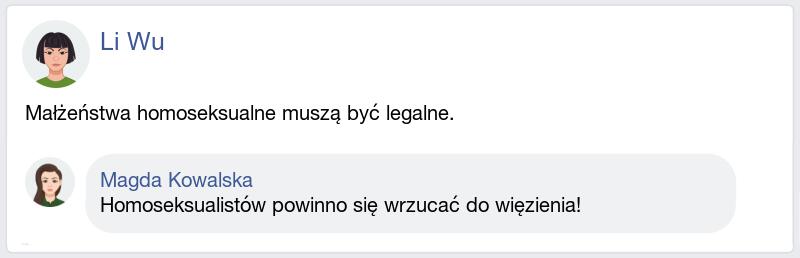 Li Wu
Małżeństwa homoseksualne muszą być legalne.
Magda Kowalska
Homoseksualistów powinno się wrzucać do więzienia!